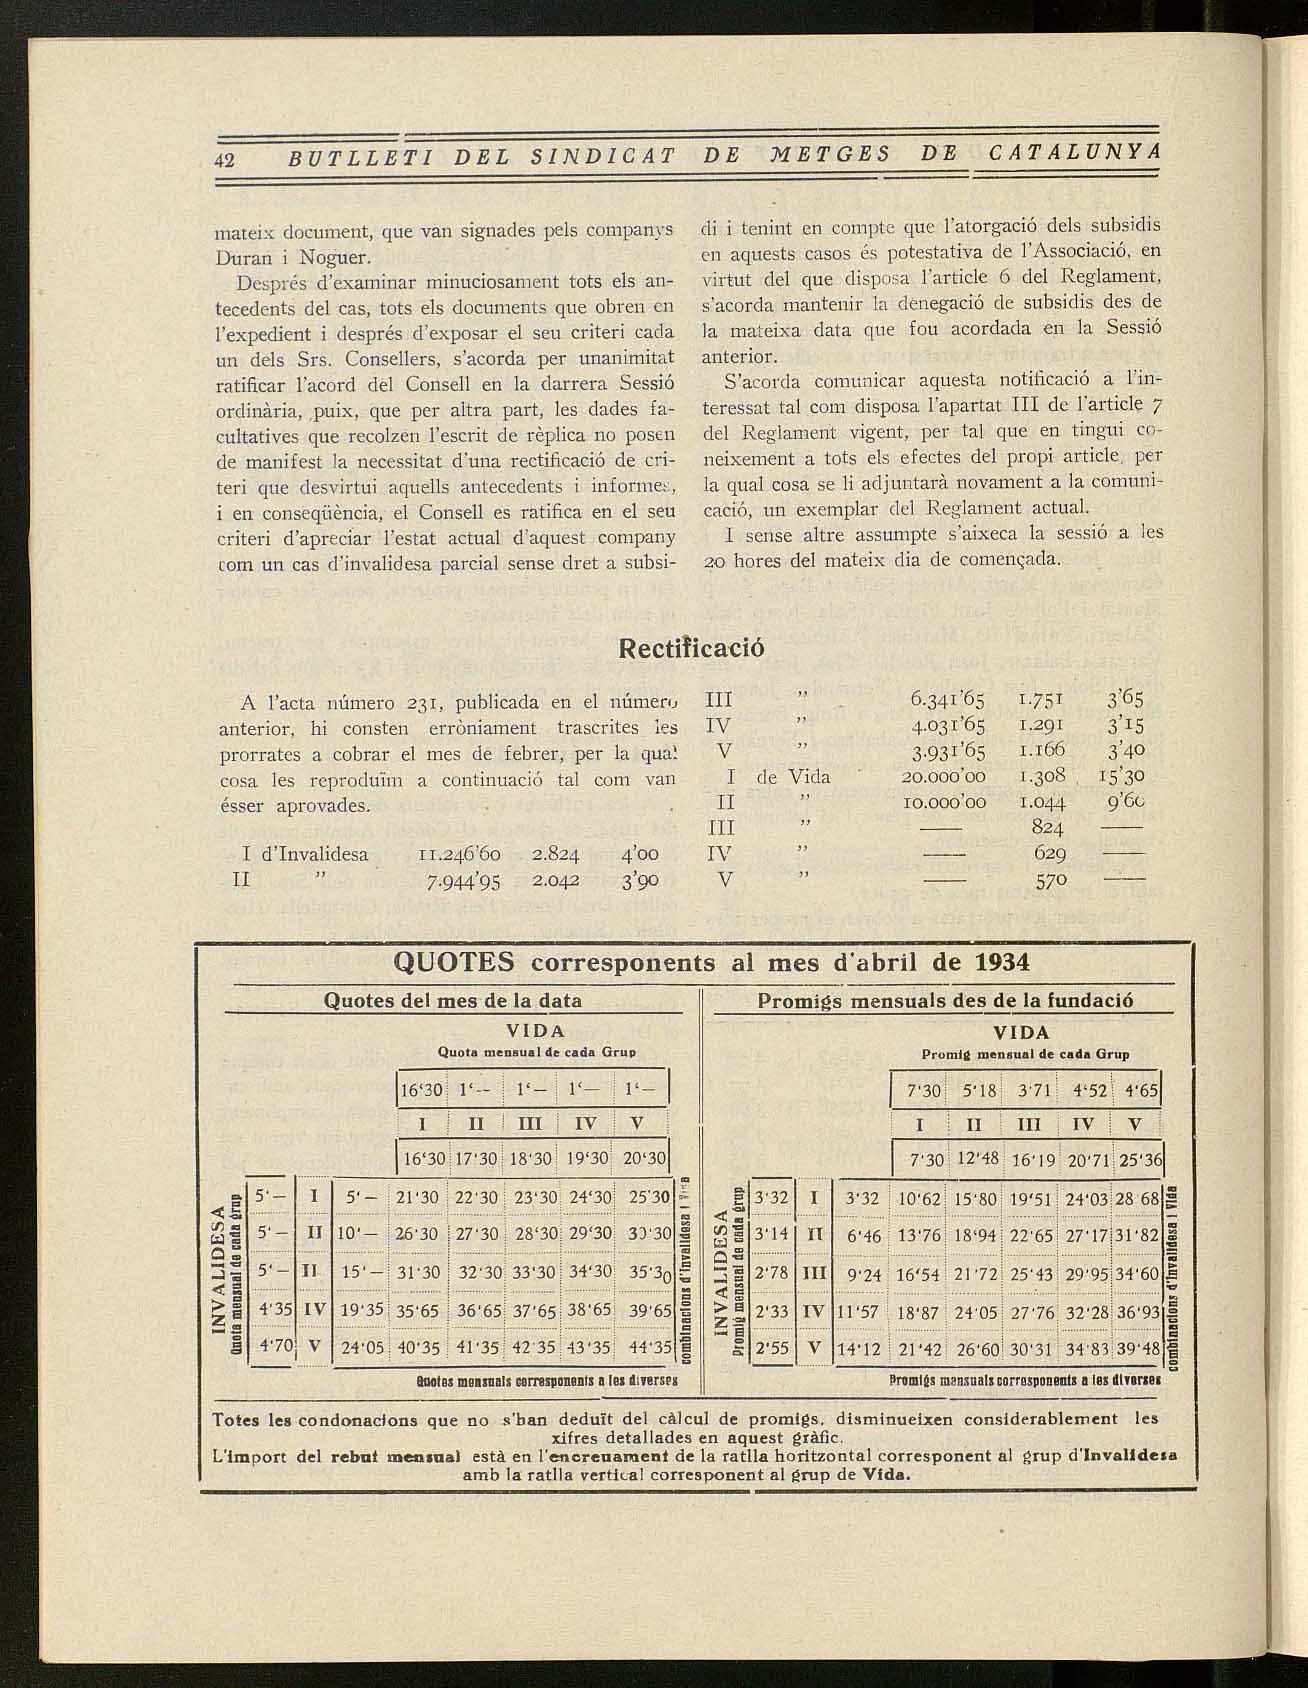 42 BUTLLETI DEL SINDICAT DE METGES DE CATALUNYA
mateix document, que van signades pels companys
Duran i Noguer.
Després d'examinar minuciosament tots els an-
tecedents del cas, tots els documents que obren en
l'expedient i després d'exposar el seu criteri cada
un dels Srs. Consellers, s'acorda per unanimitat
ratificar l'acord del Consell en la darrera Sessió
ordinària, puix, que per altra part, les dades fa-
cultatives que recolzen l'escrit de rèplica no posen
de manifest la necessitat d'una rectificació de cri-
teri que desvirtui aquells antecedents i informes,
i en conseqüència, el Consell es ratifica en el seu
criteri d'apreciar l'estat actual d'aquest company
com un cas d'invalidesa parcial sense dret a subsi-
di i tenint en compte que l'atorgació dels subsidis
en aquests casos és potestativa de l'Associació, en
virtut del que disposa l'article 6 del Reglament,
s'acorda mantenir la denegació de subsidis des de
la mateixa data que fou acordada en la Sessió
anterior.
S'acorda comunicar aquesta notificació a l'in-
teressat tal com disposa l'apartat III de l'article 7
del Reglament vigent, per tal que en tingui co-
neixement a tots els efectes del propi article, per
la qual cosa se li adjuntarà novament a la comuni-
cació, un exemplar del Reglament actual.
I sense altre assumpte s'aixeca la sessió a les
20 hores del mateix dia de començada.
Rectificació
A l'acta número 231, publicada en el número
anterior, hi consten erròniament trascrites les
prorrates a cobrar el mes de febrer, per la qual
cosa les reproduïm a continuació tal com van
ésser aprovades.
I d'Invalidesa 11.246'60 2.824 4'00
II " 7.944'95 2.042 3'90
III " 6.341'65 1.751 3'65
IV " 4.031'65 1.291 3'15
V " 3.931'65 1.166 3'40
I de Vida 20.000'00 1.308 15'30
II " 10.000'00 1.044 9'60
III " — 824 —
IV " — 629 —
V " — 570 —
QUOTES corresponents al mes d'abril de 1934
Quotes del mes de la data
VIDA
Quota mensual de cada Grup
16'30 1'-- 1'— 1'— 1'—
I II III IV V
16'30 17'30 18'30 19'30 20'30
INVALIDESA
Quota mensual de cada grup
5'— I 5'— 21'30 22'30 23'30 24'30 25'30
5'— II 10'— 26'30 27'30 28'30 29'30 30'30
5'— II 15'— 31'30 32'30 33'30 34'30 35'30
4'35 IV 19'35 35'65 36'65 37'65 38'65 39'65
4'70 V 24'05 40'35 41'35 42'35 43'35 44'35
Quotes mensuals corresponents a les diverses
combinacions d'Invalidesa i Vida
Promigs mensuals des de la fundació
VIDA
Promig mensual de cada Grup
7'30 5'18 3'71 4'52 4'65
I II III IV V
7'30 12'48 16'19 20'71 25'36
INVALIDESA
Promig mensual de cada grup
3'32 I 3'32 10'62 15'80 19'51 24'03 28'68
3'14 II 6'46 13'76 18'94 22'65 27'17 31'82
2'78 III 9'24 16'54 21'72 25'43 29'95 34'60
2'33 IV 11'57 18'87 24'05 27'76 32'28 36'93
2'55 V 14'12 21'42 26'60 30'31 34'83 39'48
Promigs mensuals corresponents a les diverses
combinacions d'Invalidesa i Vida
Totes les condonacions que no s'han deduït del càlcul de promigs, disminueixen considerablement les
xifres detallades en aquest gràfic.
L'import del rebut mensual està en l'encreuament de la ratlla horitzontal corresponent al grup d'Invalidesa
amb la ratlla vertical corresponent al grup de Vida.